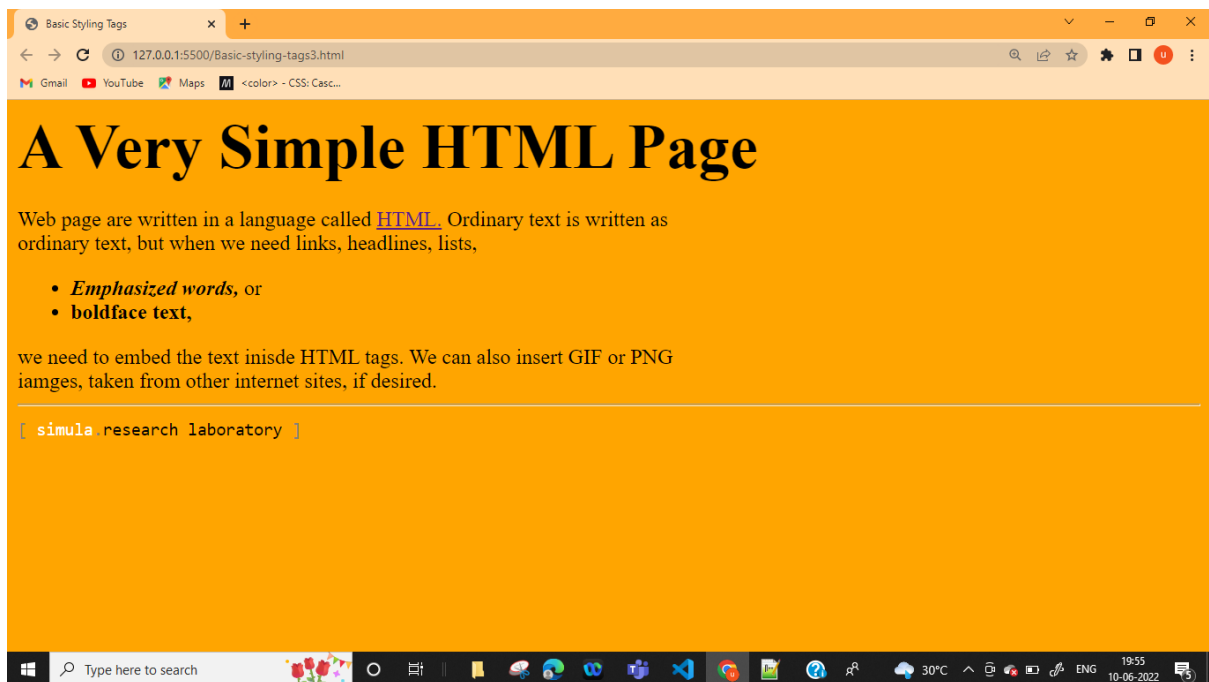 Basic Styling Tags
127.0.0.1:5500/Basic-styling-tags3.html
Gmail YouTube Maps <color> - CSS: Casc...
A Very Simple HTML Page
Web page are written in a language called HTML. Ordinary text is written as
ordinary text, but when we need links, headlines, lists,
• Emphasized words, or
• boldface text,
we need to embed the text inisde HTML tags. We can also insert GIF or PNG
iamges, taken from other internet sites, if desired.
[ simula.research laboratory ]
Type here to search
30°C ENG 19:55
10-06-2022